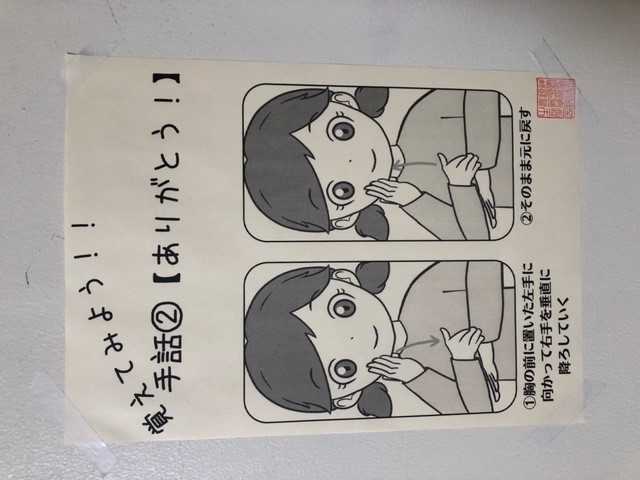 覚えてみよう！！
手話②【ありがとう！】
①胸の前に置いた左手に
向かって右手を垂直に
降ろしていく
②そのまま元に戻す